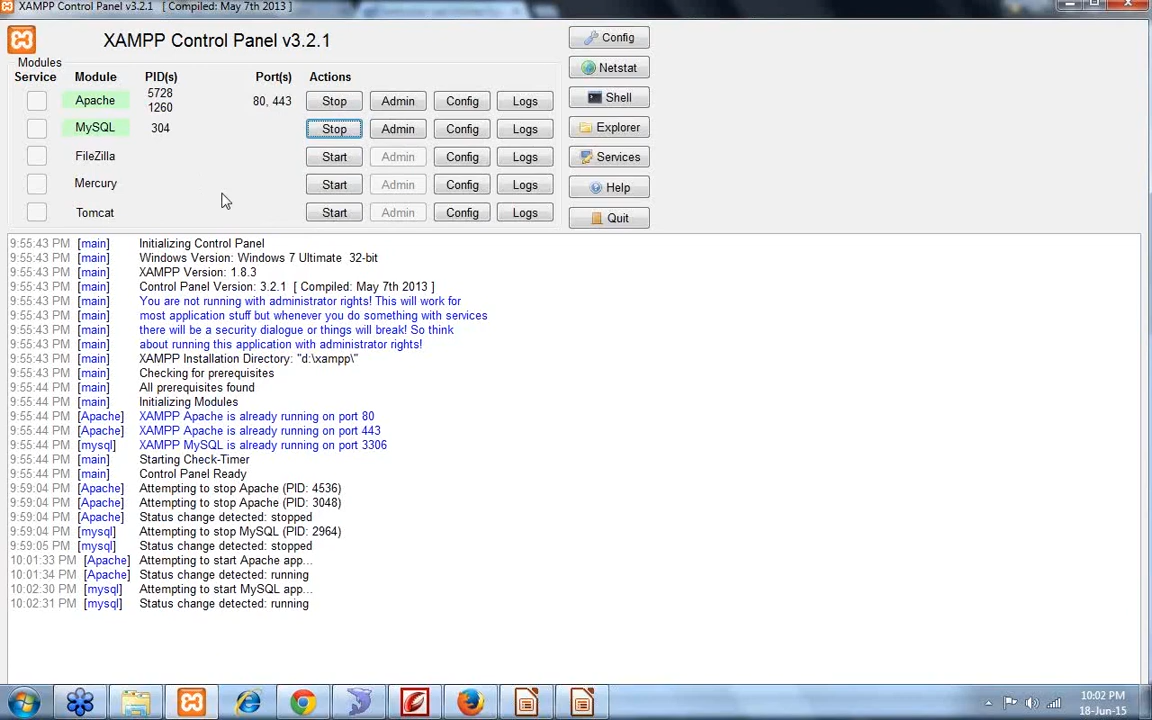 XAMPP Control Panel v3.2.1 [ Compiled: May 7th 2013 ]
XAMPP Control Panel v3.2.1
Config
Modules
Service Module PID(s) Port(s) Actions
Netstat
Apache 5728 1260 80, 443 Stop Admin Config Logs
Shell
MySQL 304 Stop Admin Config Logs
Explorer
FileZilla Start Admin Config Logs
Services
Mercury Start Admin Config Logs
Help
Tomcat Start Admin Config Logs
Quit
9:55:43 PM [main] Initializing Control Panel
9:55:43 PM [main] Windows Version: Windows 7 Ultimate 32-bit
9:55:43 PM [main] XAMPP Version: 1.8.3
9:55:43 PM [main] Control Panel Version: 3.2.1 [ Compiled: May 7th 2013 ]
9:55:43 PM [main] You are not running with administrator rights! This will work for
9:55:43 PM [main] most application stuff but whenever you do something with services
9:55:43 PM [main] there will be a security dialogue or things will break! So think
9:55:43 PM [main] about running this application with administrator rights!
9:55:43 PM [main] XAMPP Installation Directory: "d:\xampp\"
9:55:43 PM [main] Checking for prerequisites
9:55:44 PM [main] All prerequisites found
9:55:44 PM [main] Initializing Modules
9:55:44 PM [Apache] XAMPP Apache is already running on port 80
9:55:44 PM [Apache] XAMPP Apache is already running on port 443
9:55:44 PM [mysql] XAMPP MySQL is already running on port 3306
9:55:44 PM [main] Starting Check-Timer
9:55:44 PM [main] Control Panel Ready
9:59:04 PM [Apache] Attempting to stop Apache (PID: 4536)
9:59:04 PM [Apache] Attempting to stop Apache (PID: 3048)
9:59:04 PM [Apache] Status change detected: stopped
9:59:04 PM [mysql] Attempting to stop MySQL (PID: 2964)
9:59:05 PM [mysql] Status change detected: stopped
10:01:33 PM [Apache] Attempting to start Apache app...
10:01:34 PM [Apache] Status change detected: running
10:02:30 PM [mysql] Attempting to start MySQL app...
10:02:31 PM [mysql] Status change detected: running
10:02 PM
18-Jun-15